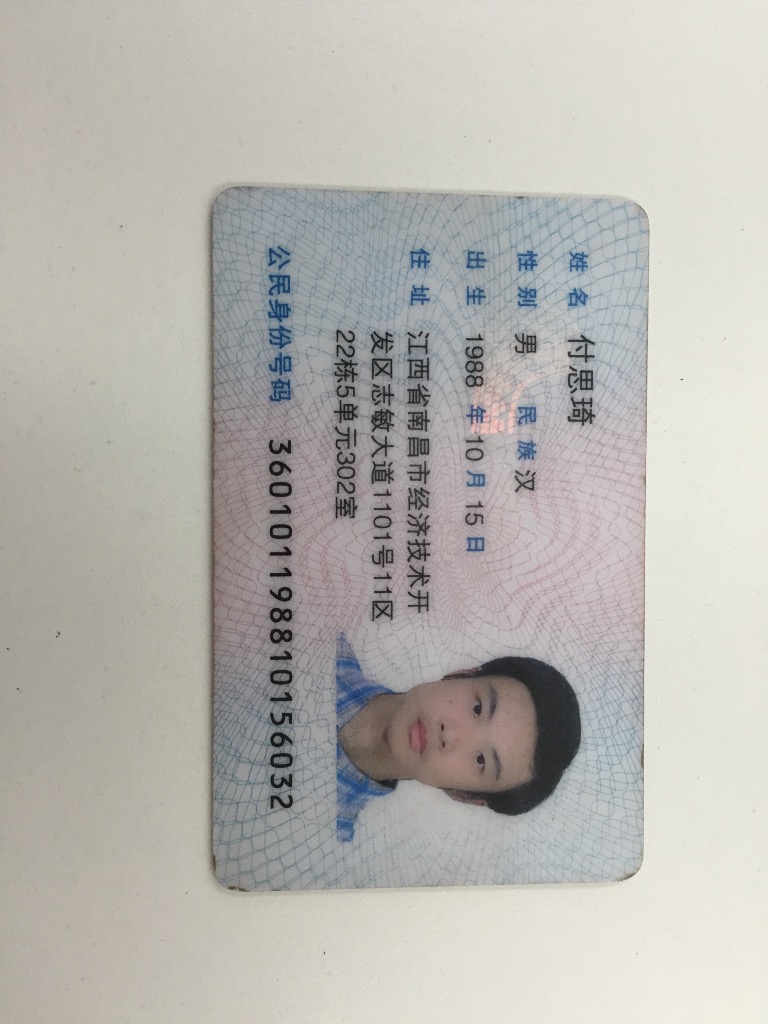 姓名 付思琦
性别 男 民族 汉
出生 1988 年 10 月 15 日
住址 江西省南昌市经济技术开
发区志敏大道1101号11区
22栋5单元302室
公民身份号码 360101198810156032